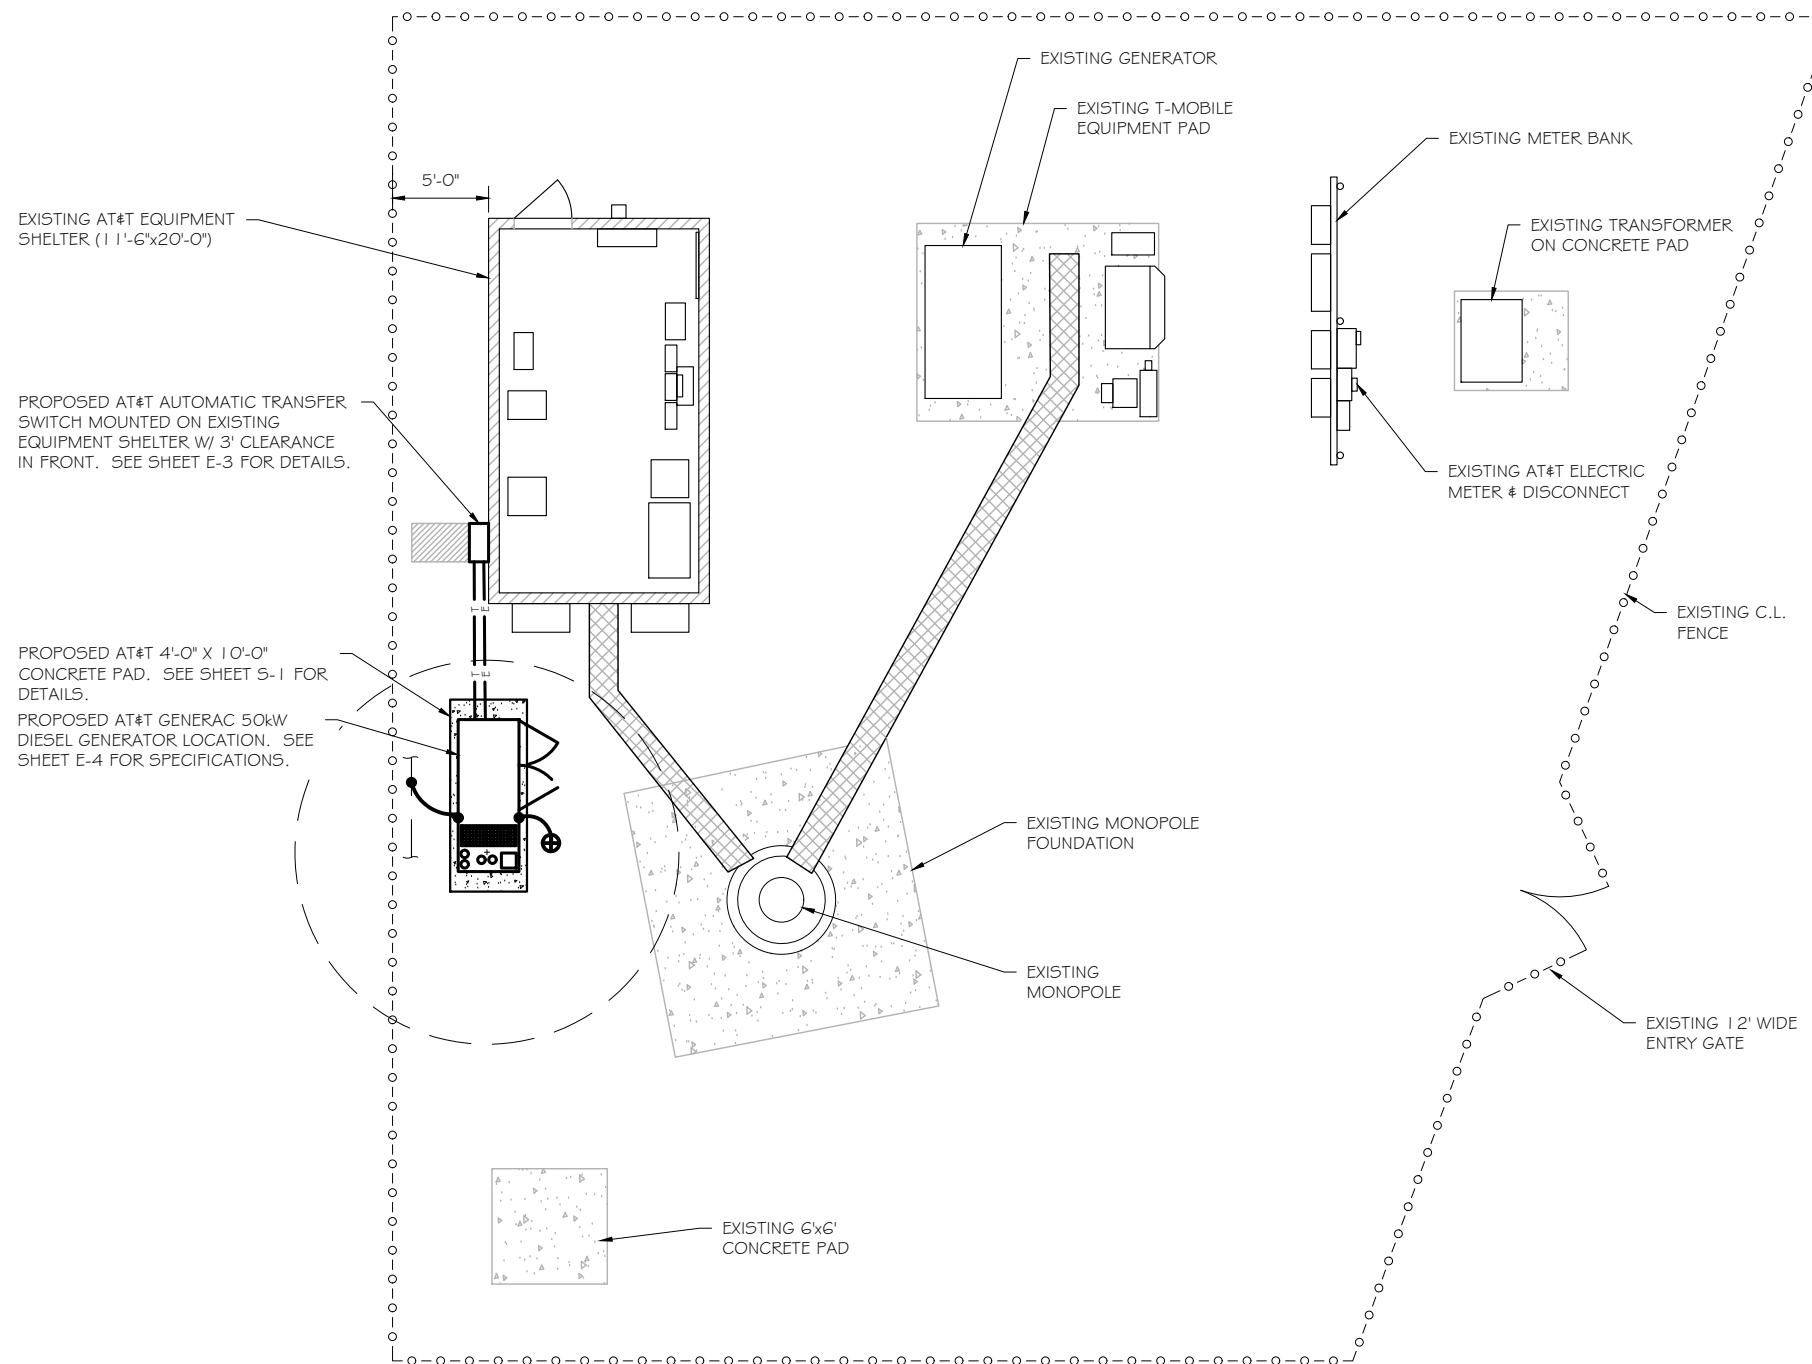 EXISTING GENERATOR
EXISTING T-MOBILE
EQUIPMENT PAD
EXISTING METER BANK
5'-0"
EXISTING AT&T EQUIPMENT
SHELTER (11'-6"x20'-0")
EXISTING TRANSFORMER
ON CONCRETE PAD
PROPOSED AT&T AUTOMATIC TRANSFER
SWITCH MOUNTED ON EXISTING
EQUIPMENT SHELTER W/ 3' CLEARANCE
IN FRONT. SEE SHEET E-3 FOR DETAILS.
EXISTING AT&T ELECTRIC
METER & DISCONNECT
T E
EXISTING C.L.
FENCE
PROPOSED AT&T 4'-0" X 10'-0"
CONCRETE PAD. SEE SHEET S-1 FOR
DETAILS.
T E
PROPOSED AT&T GENERAC 50kW
DIESEL GENERATOR LOCATION. SEE
SHEET E-4 FOR SPECIFICATIONS.
EXISTING MONOPOLE
FOUNDATION
EXISTING
MONOPOLE
EXISTING 12' WIDE
ENTRY GATE
EXISTING 6'x6'
CONCRETE PAD